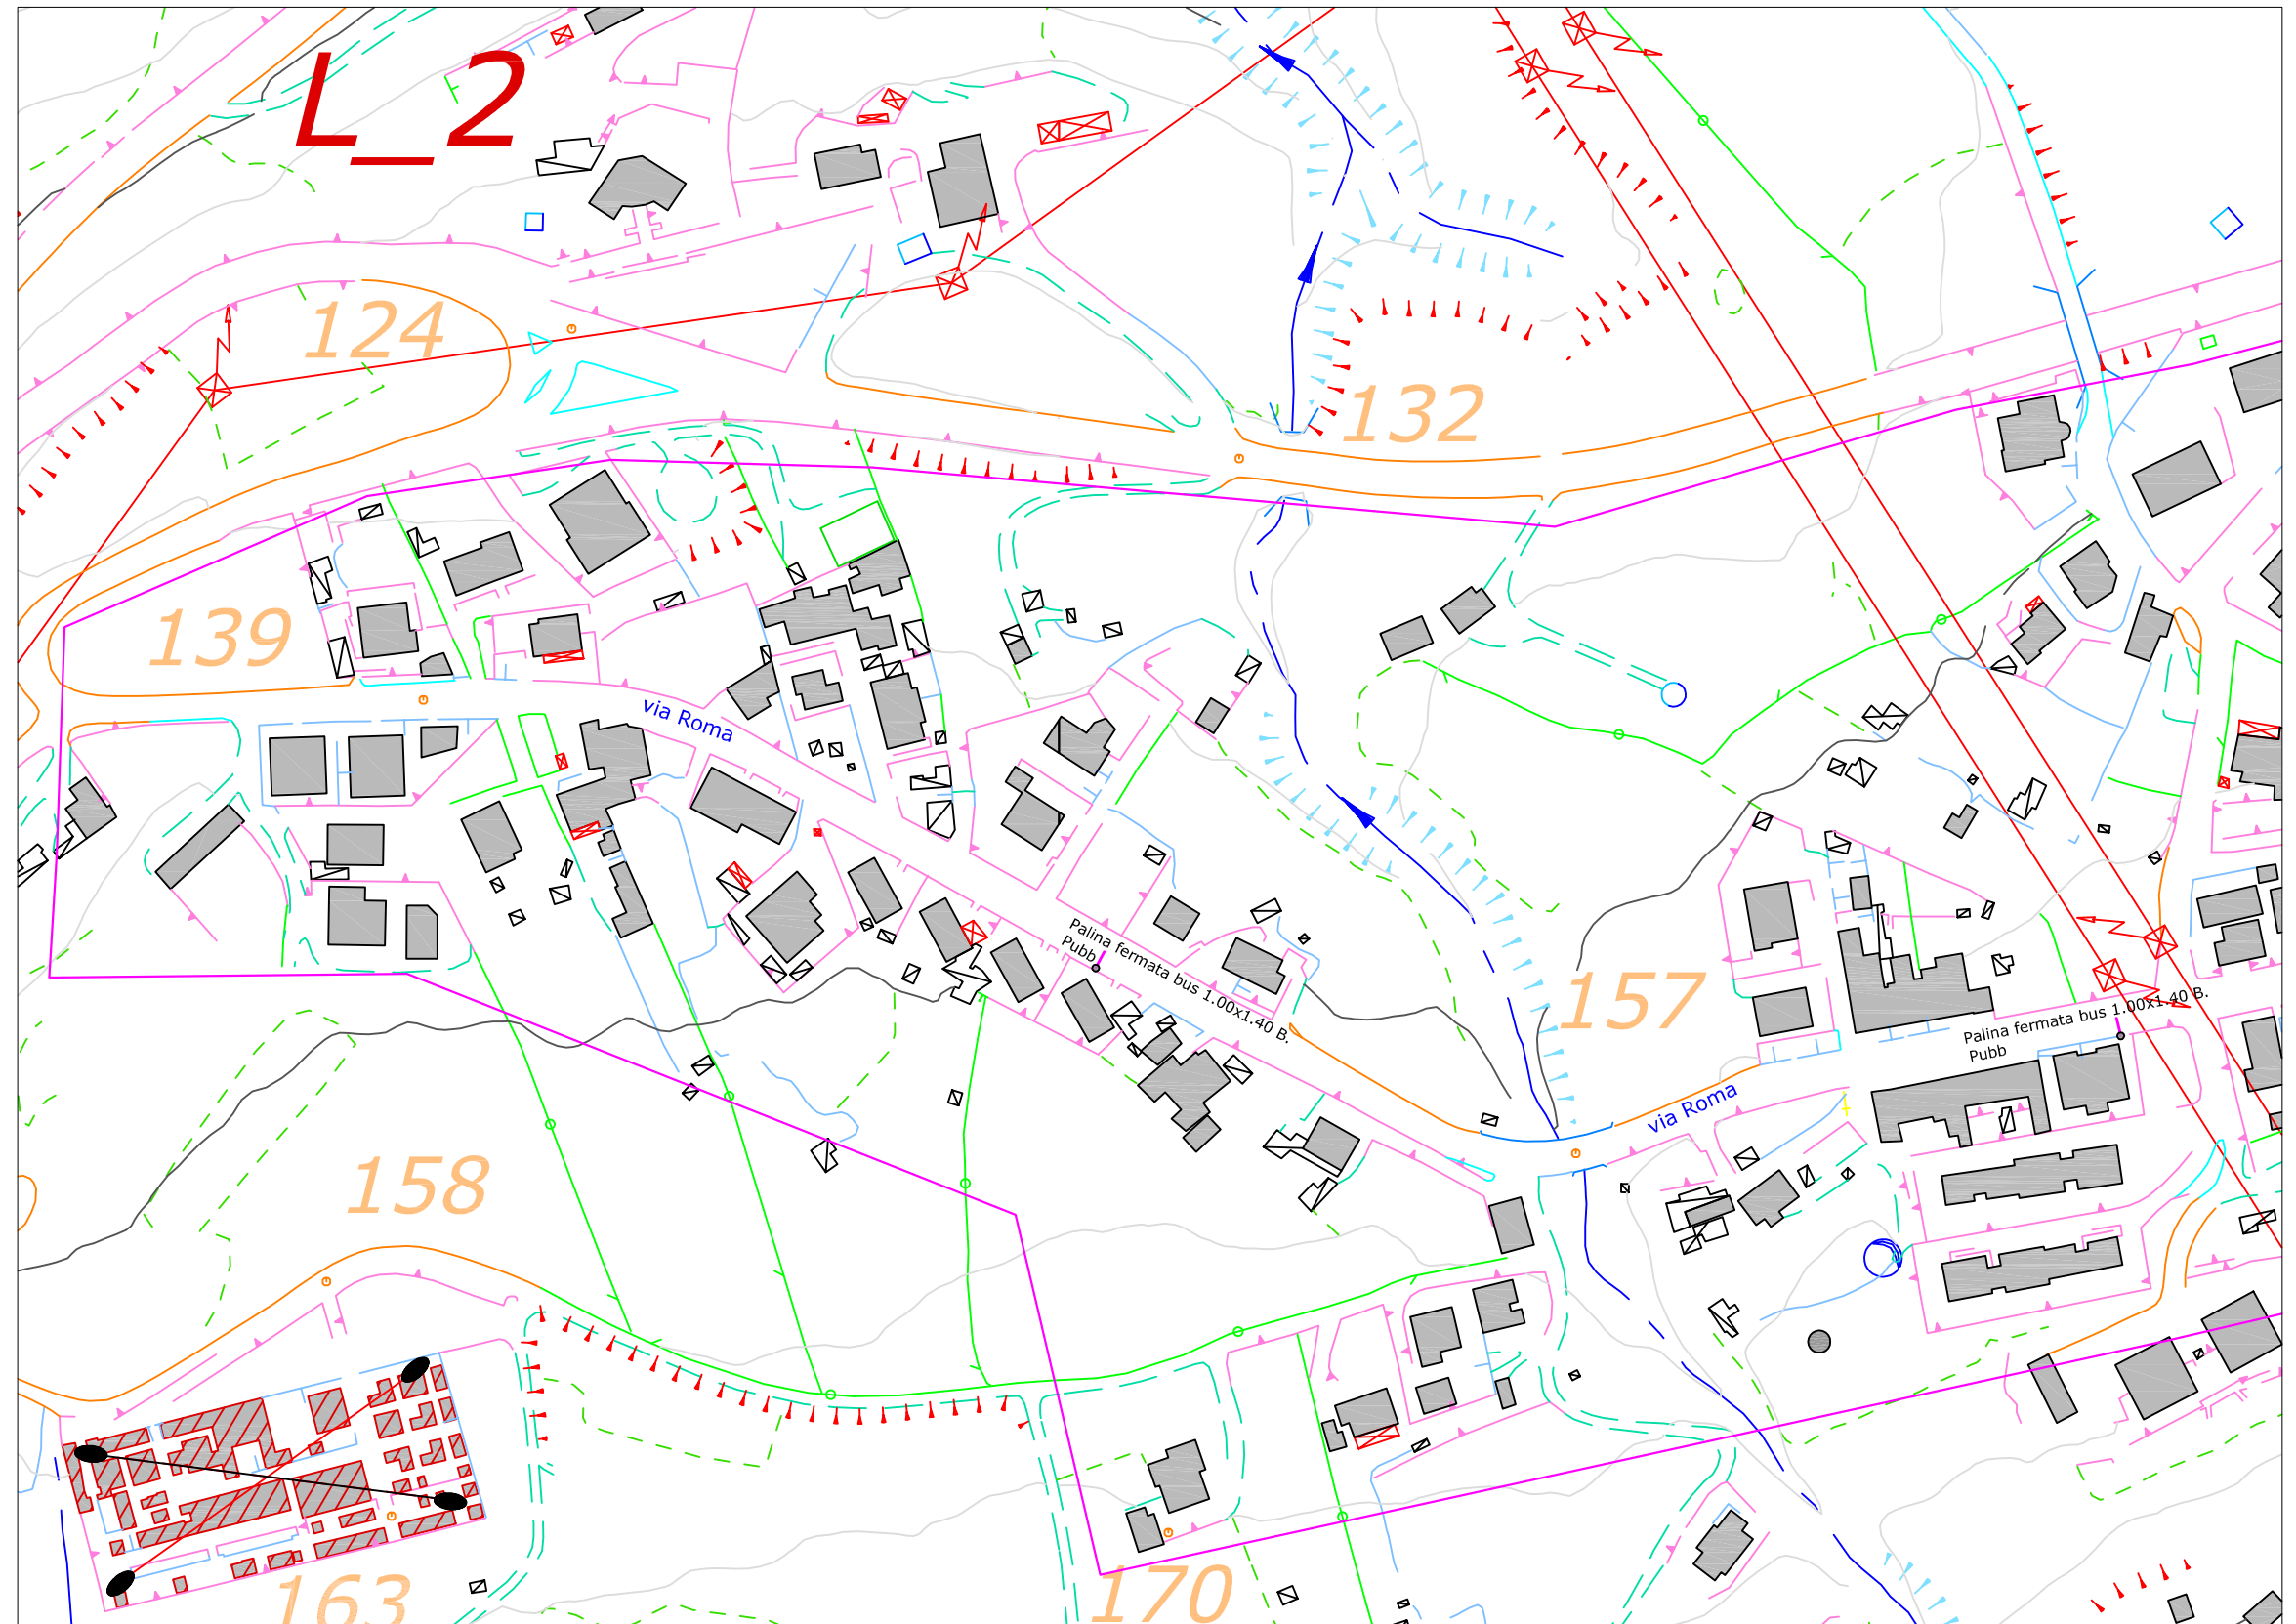 L_2
124
132
139
via Roma
Palina fermata bus 1.00x1.40 B.
Pubb
157
Palina fermata bus 1.00x1.40 B.
Pubb
via Roma
158
163
170